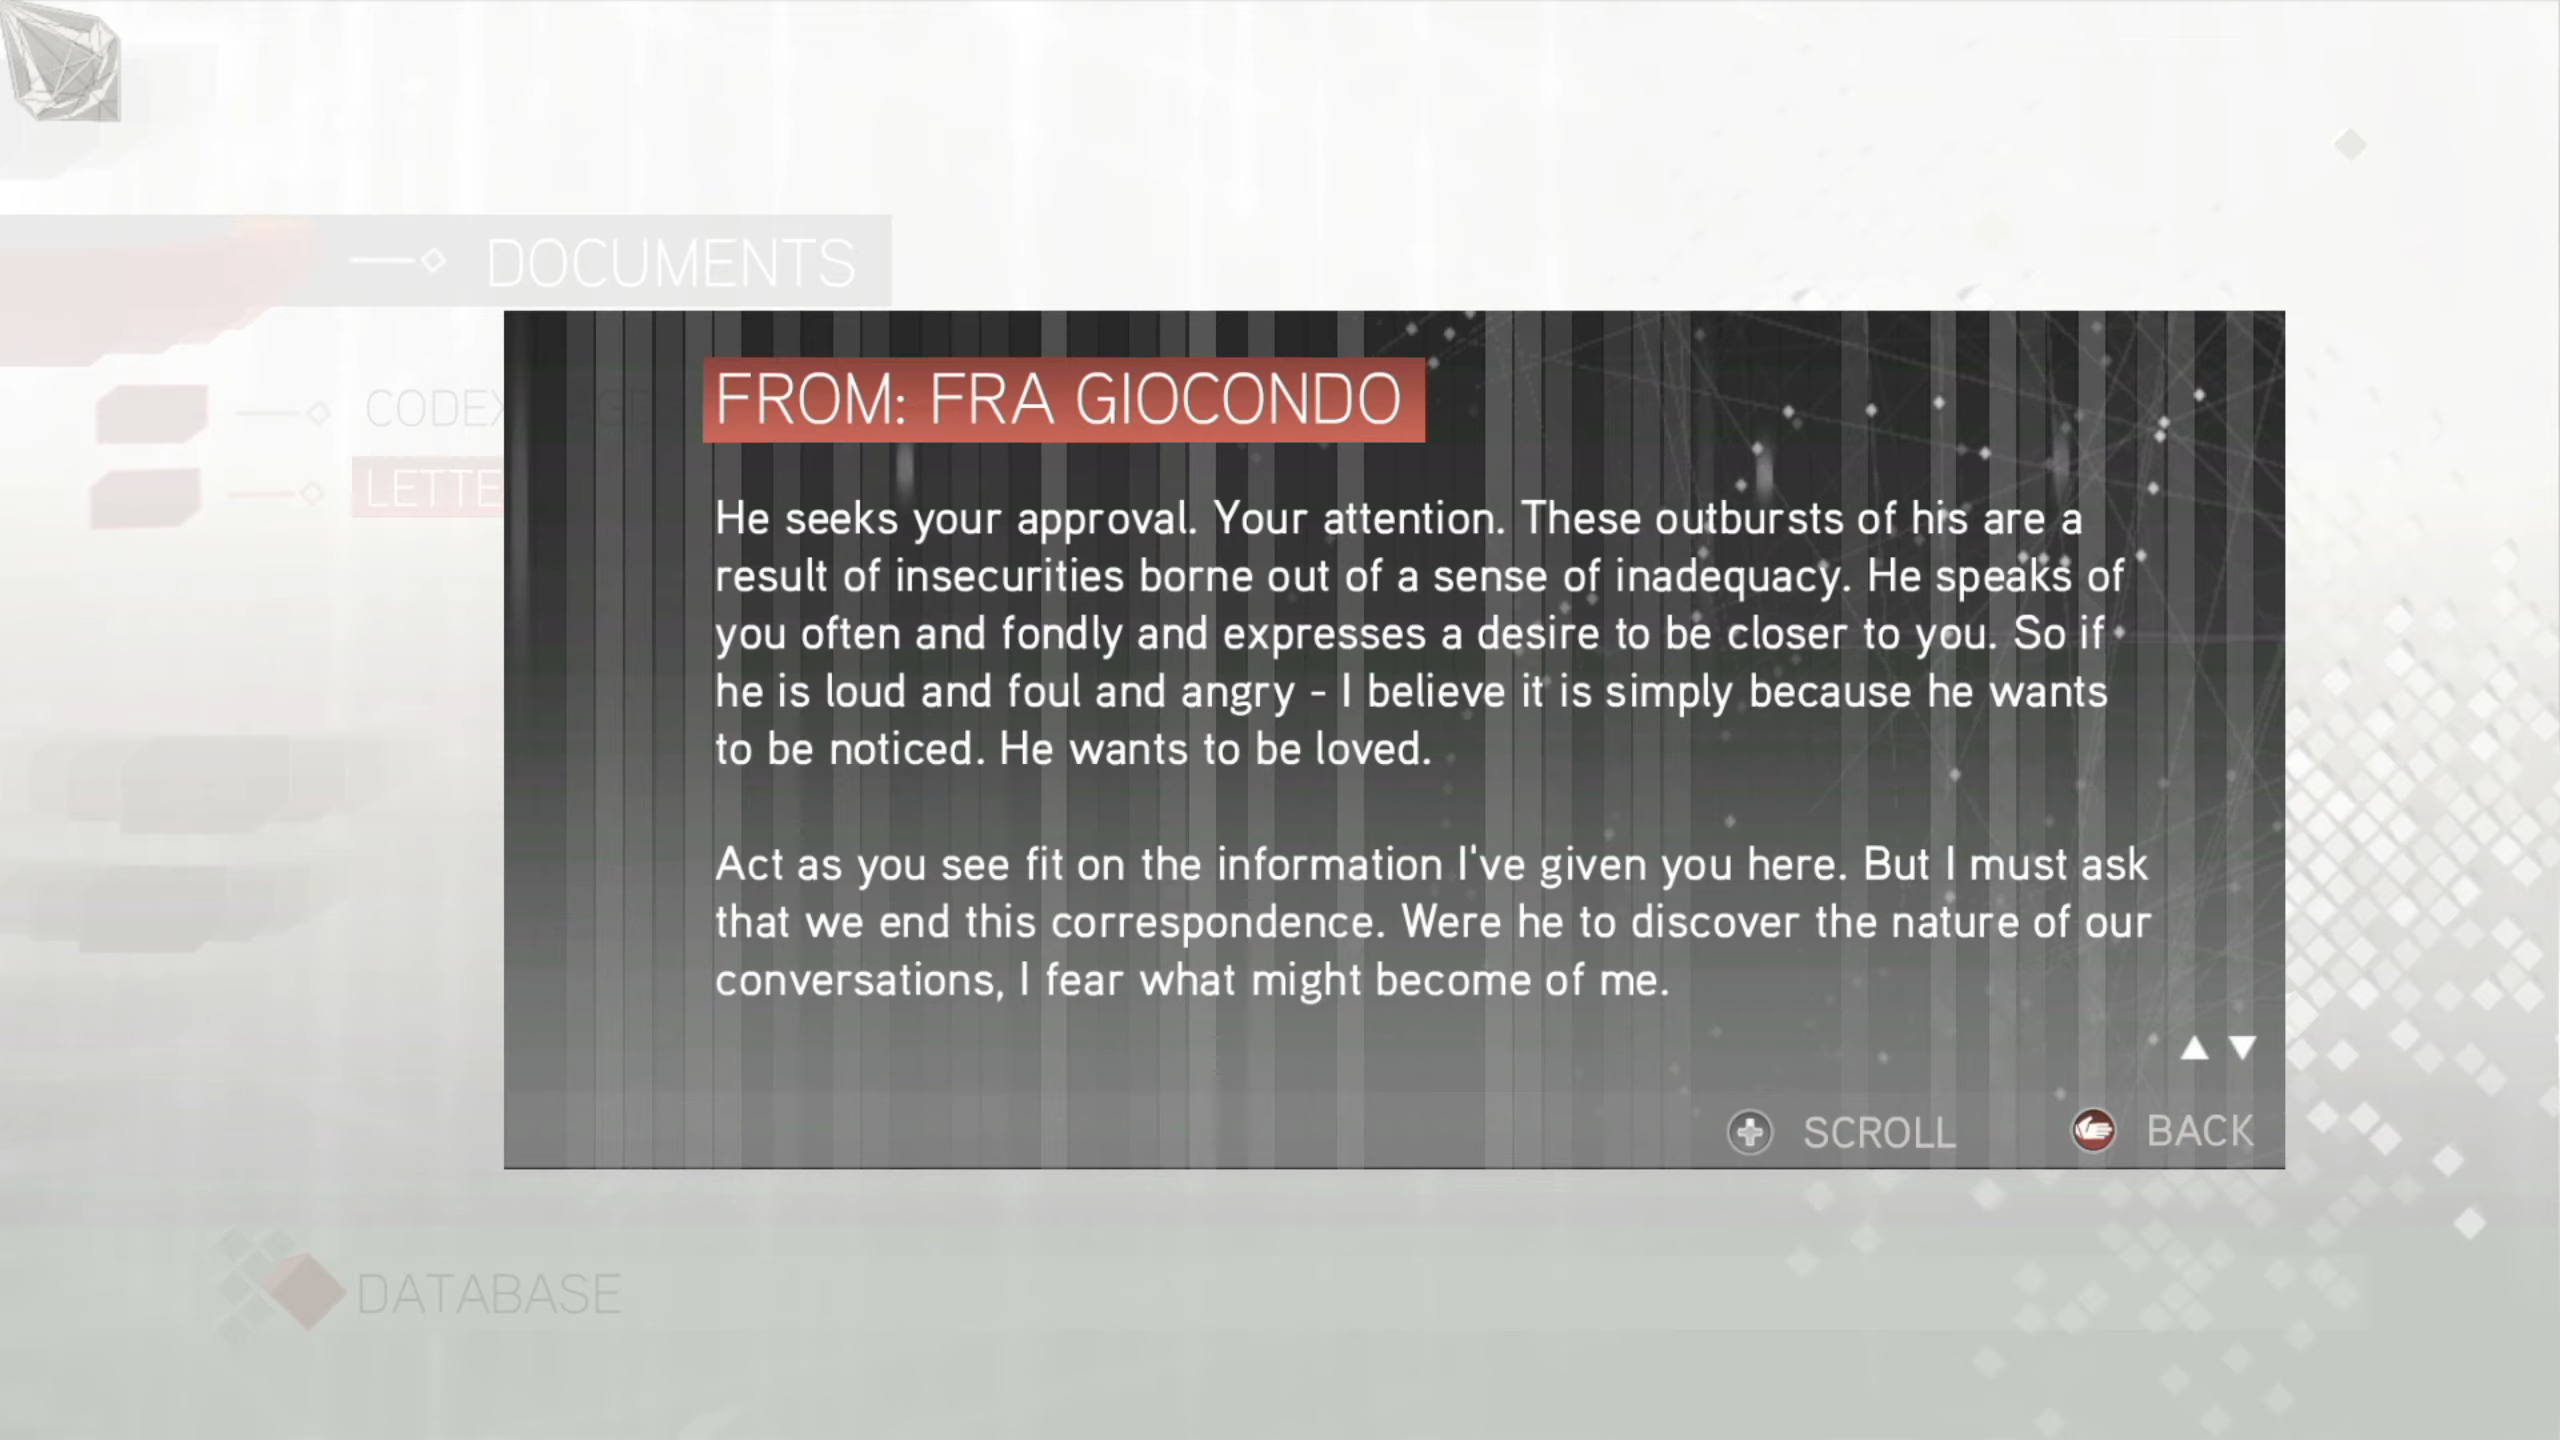 DOCUMENTS
CODEX
LETTE
FROM: FRA GIOCONDO
He seeks your approval. Your attention. These outbursts of his are a
result of insecurities borne out of a sense of inadequacy. He speaks of
you often and fondly and expresses a desire to be closer to you. So if
he is loud and foul and angry - I believe it is simply because he wants
to be noticed. He wants to be loved.
Act as you see fit on the information I've given you here. But I must ask
that we end this correspondence. Were he to discover the nature of our
conversations, I fear what might become of me.
SCROLL
BACK
DATABASE